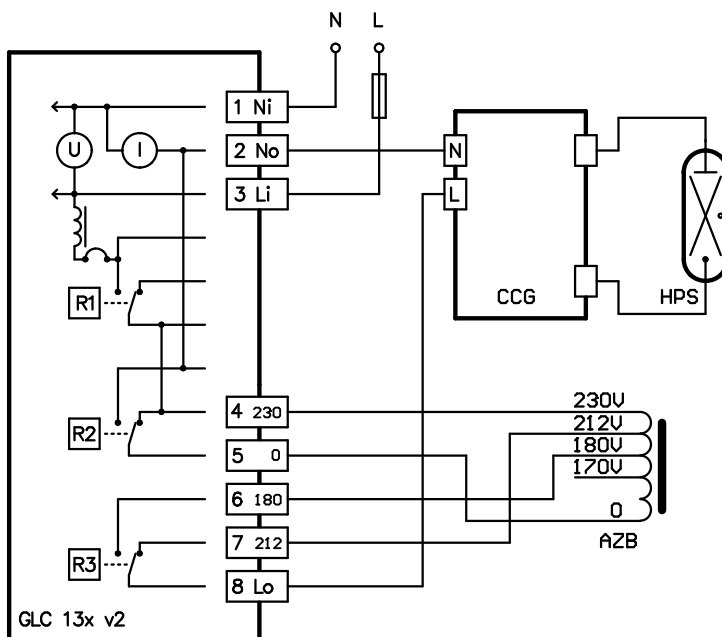 N L
1 Ni
U I
2 No
N
3 Li
L
R1
CCG
HPS
230V
4 230
212V
R2
180V
5 0
170V
6 180
0
7 212
AZB
R3
8 Lo
GLC 13x v2